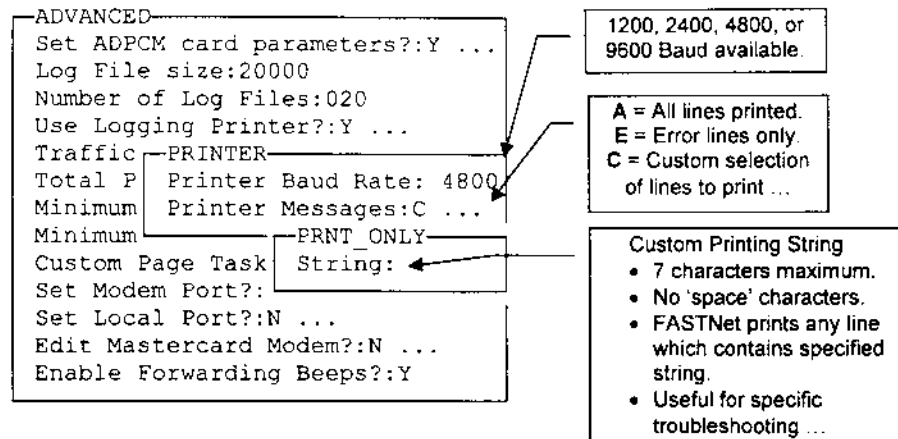 ADVANCED
Set ADPCM card parameters?:Y ...
Log File size:20000
Number of Log Files:020
Use Logging Printer?:Y ...
Traffic
PRINTER
Total P
Printer Baud Rate: 4800
Minimum
Printer Messages:C ...
Minimum
PRNT_ONLY
Custom Page Task
String:
Set Modem Port?:
Set Local Port?:N ...
Edit Mastercard Modem?:N ...
Enable Forwarding Beeps?:Y
1200, 2400, 4800, or
9600 Baud available.
A = All lines printed.
E = Error lines only.
C = Custom selection
of lines to print ...
Custom Printing String
• 7 characters maximum.
• No 'space' characters.
• FASTNet prints any line
which contains specified
string.
• Useful for specific
troubleshooting ...